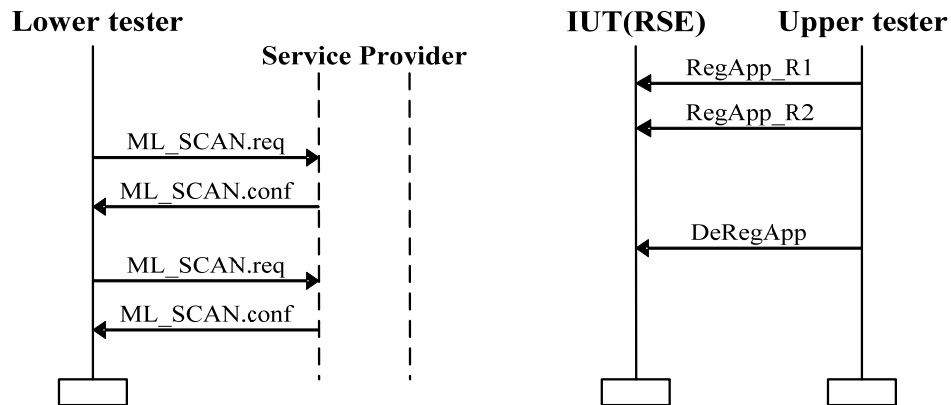 Lower tester
IUT(RSE)
Upper tester
Service Provider
RegApp_R1
RegApp_R2
ML_SCAN.req
ML_SCAN.conf
DeRegApp
ML_SCAN.req
ML_SCAN.conf